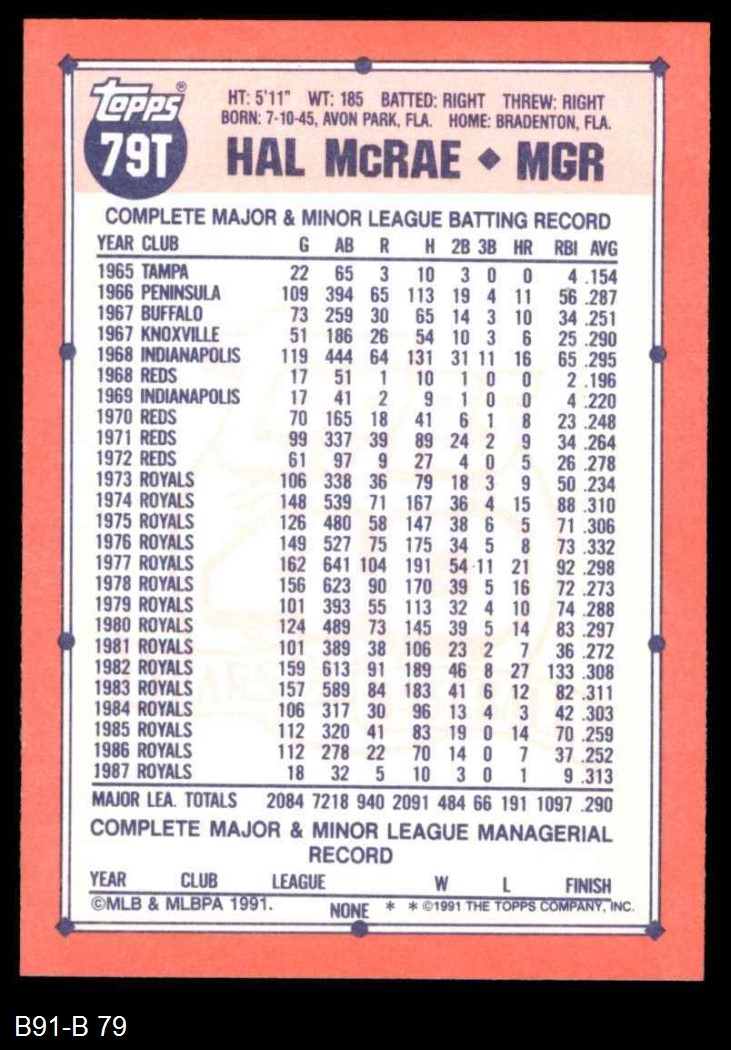 topps®
79T
HT: 5'11" WT: 185 BATTED: RIGHT THREW: RIGHT
BORN: 7-10-45, AVON PARK, FLA. HOME: BRADENTON, FLA.
HAL McRAE ◆ MGR
COMPLETE MAJOR & MINOR LEAGUE BATTING RECORD
YEAR CLUB G AB R H 2B 3B HR RBI AVG
1965 TAMPA 22 65 3 10 3 0 0 4 .154
1966 PENINSULA 109 394 65 113 19 4 11 56 .287
1967 BUFFALO 73 259 30 65 14 3 10 34 .251
1967 KNOXVILLE 51 186 26 54 10 3 6 25 .290
1968 INDIANAPOLIS 119 444 64 131 31 11 16 65 .295
1968 REDS 17 51 1 10 1 0 0 2 .196
1969 INDIANAPOLIS 17 41 2 9 1 0 0 4 .220
1970 REDS 70 165 18 41 6 1 8 23 .248
1971 REDS 99 337 39 89 24 2 9 34 .264
1972 REDS 61 97 9 27 4 0 5 26 .278
1973 ROYALS 106 338 36 79 18 3 9 50 .234
1974 ROYALS 148 539 71 167 36 4 15 88 .310
1975 ROYALS 126 480 58 147 38 6 5 71 .306
1976 ROYALS 149 527 75 175 34 5 8 73 .332
1977 ROYALS 162 641 104 191 54 11 21 92 .298
1978 ROYALS 156 623 90 170 39 5 16 72 .273
1979 ROYALS 101 393 55 113 32 4 10 74 .288
1980 ROYALS 124 489 73 145 39 5 14 83 .297
1981 ROYALS 101 389 38 106 23 2 7 36 .272
1982 ROYALS 159 613 91 189 46 8 27 133 .308
1983 ROYALS 157 589 84 183 41 6 12 82 .311
1984 ROYALS 106 317 30 96 13 4 3 42 .303
1985 ROYALS 112 320 41 83 19 0 14 70 .259
1986 ROYALS 112 278 22 70 14 0 7 37 .252
1987 ROYALS 18 32 5 10 3 0 1 9 .313
MAJOR LEA. TOTALS 2084 7218 940 2091 484 66 191 1097 .290
COMPLETE MAJOR & MINOR LEAGUE MANAGERIAL
RECORD
YEAR CLUB LEAGUE W L FINISH
©MLB & MLBPA 1991. NONE * * ©1991 THE TOPPS COMPANY, INC.
B91-B 79